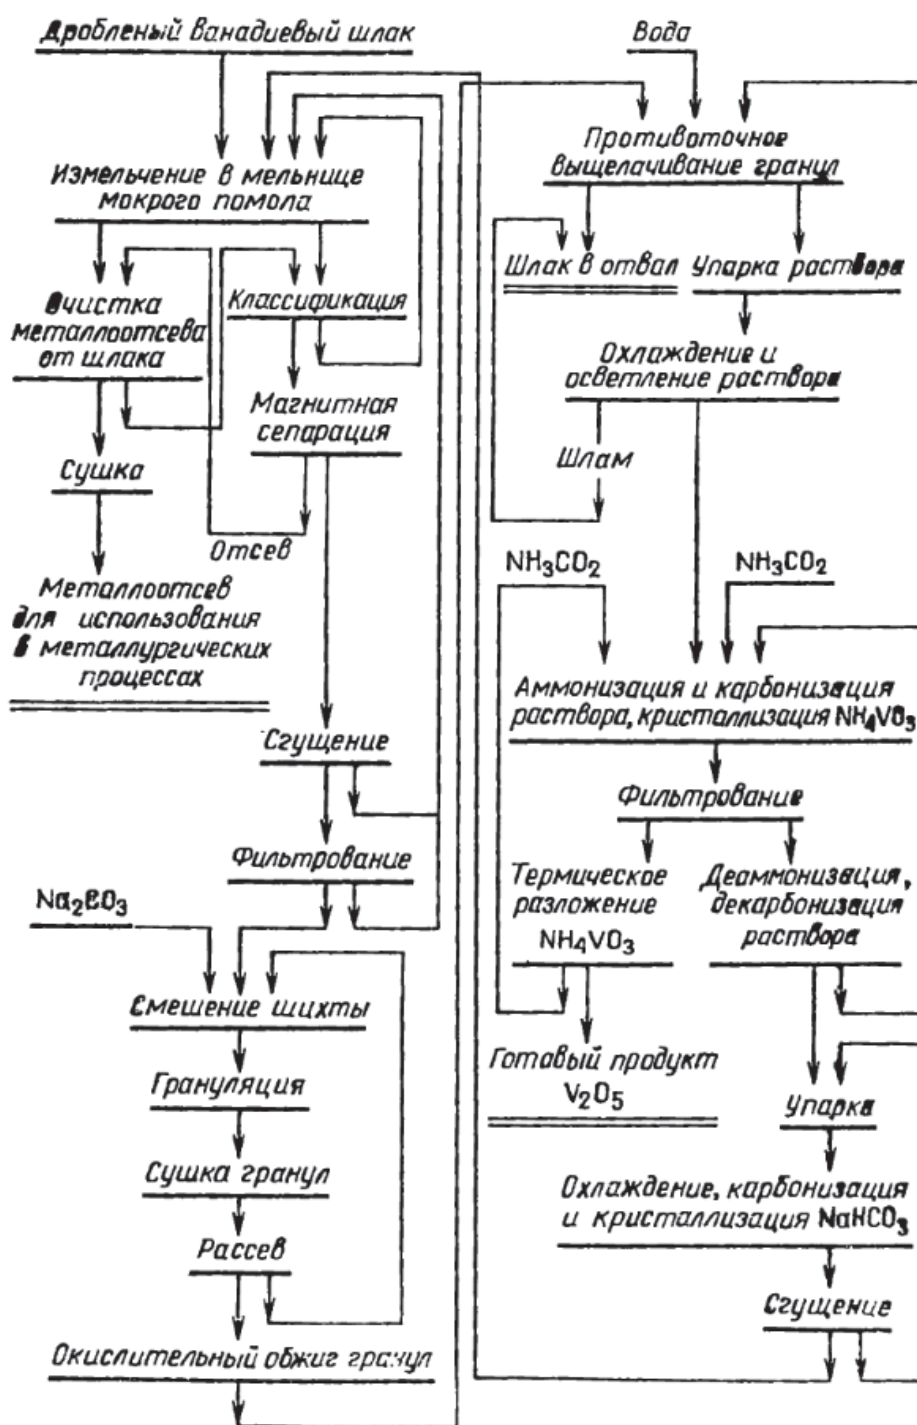 Дробленый ванадиевый шлак
Измельчение в мельнице
мокрого помола
Очистка
металлоотсева
от шлака
Классификация
Магнитная
сепарация
Сушка
Отсев
Металлоотсев
для использования
в металлургических
процессах
Сгущение
Фильтрование
Na₂CO₃
Смешение шихты
Грануляция
Сушка гранул
Рассев
Окислительный обжиг гранул
Вода
Противоточное
выщелачивание гранул
Шлак в отвал
Упарка раствора
Охлаждение и
осветление раствора
Шлам
NH₃CO₂
NH₃CO₂
Аммонизация и карбонизация
раствора, кристаллизация NH₄VO₃
Фильтрование
Термическое
разложение
NH₄VO₃
Деаммонизация,
декарбонизация
раствора
Готовый продукт
V₂O₅
Упарка
Охлаждение, карбонизация
и кристаллизация NaHCO₃
Сгущение